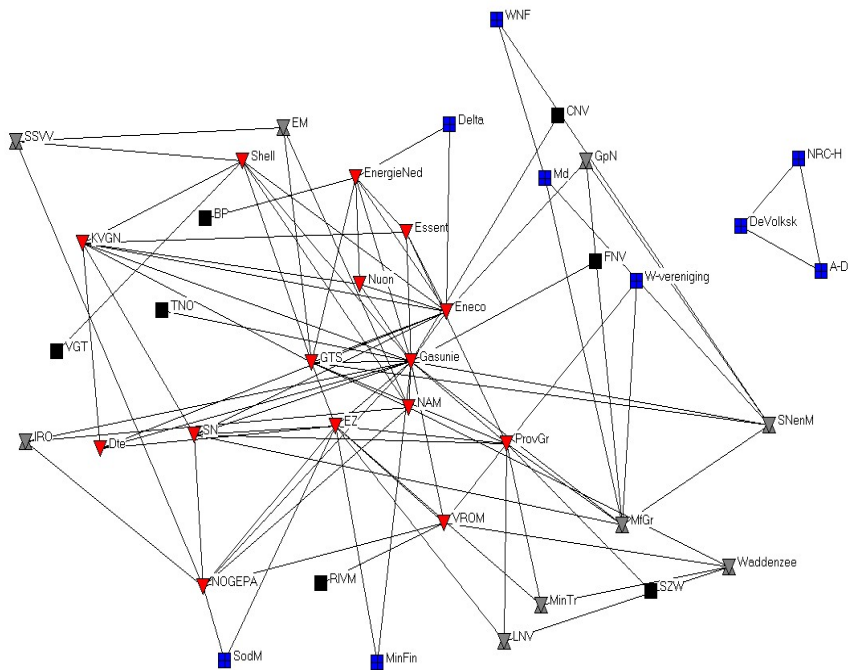 WNF
CNV
Delta
EM
SSVV
GpN
NRC-H
Shell
EnergieNed
Md
BP
DeVolksk
Essent
KVGN
FNV
A-D
W-vereniging
Nuon
TNO
Eneco
VGT
GTS
Gasunie
NAM
SNenM
EZ
SN
IRO
Dte
ProvGr
VROM
MfGr
Waddenzee
NOGEPA
RIVM
ZSZW
MinTr
LNV
SodM
MinFin